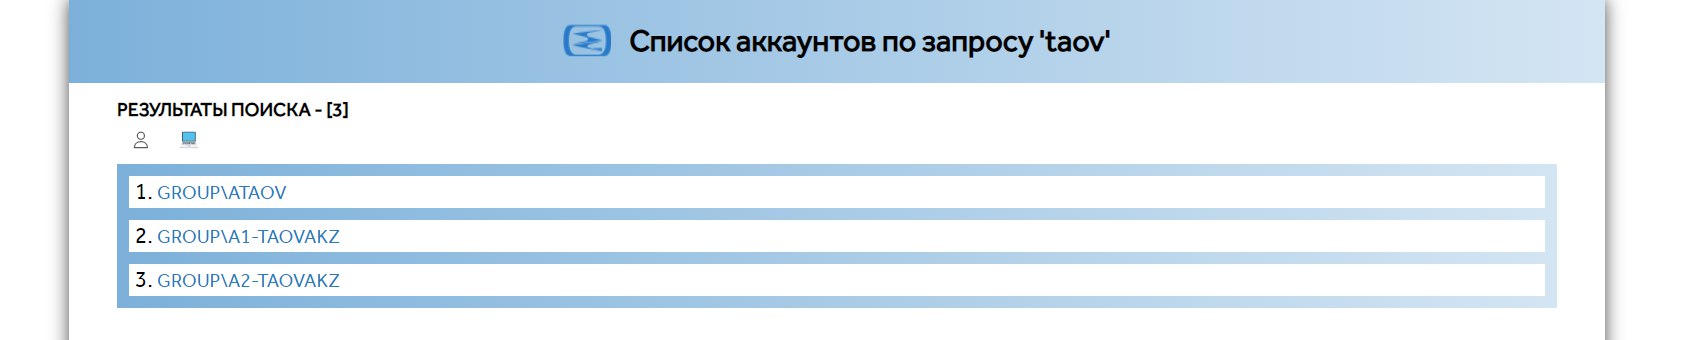 Список аккаунтов по запросу 'taov'
РЕЗУЛЬТАТЫ ПОИСКА - [3]
1. GROUP\ATAOV
2. GROUP\A1-TAOVAKZ
3. GROUP\A2-TAOVAKZ